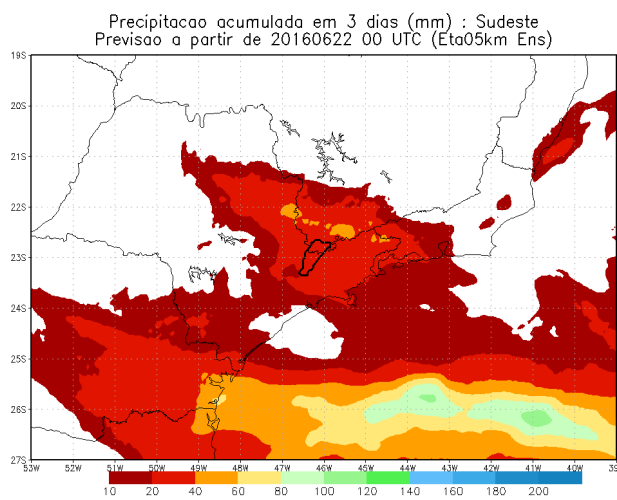 Precipitacao acumulada em 3 dias (mm) : Sudeste
Previsao a partir de 20160622 00 UTC (Eta05km Ens)
19S
20S
21S
22S
23S
24S
25S
26S
27S
53W 52W 51W 50W 49W 48W 47W 46W 45W 44W 43W 42W 41W 40W 39W
10 20 40 60 80 100 120 140 160 180 200